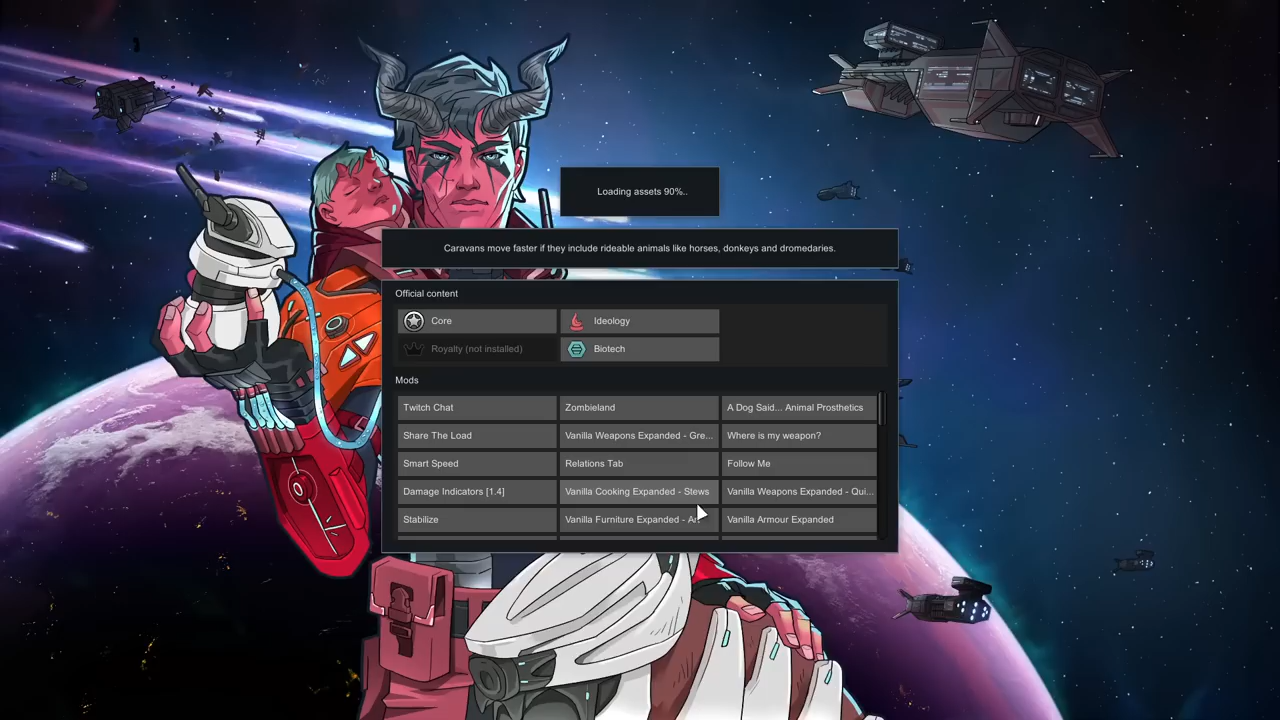 Loading assets 90%..
Caravans move faster if they include rideable animals like horses, donkeys and dromedaries.
Official content
Core
Ideology
Royalty (not installed)
Biotech
Mods
Twitch Chat
Zombieland
A Dog Said... Animal Prosthetics
Share The Load
Vanilla Weapons Expanded - Gre...
Where is my weapon?
Smart Speed
Relations Tab
Follow Me
Damage Indicators [1.4]
Vanilla Cooking Expanded - Stews
Vanilla Weapons Expanded - Qui...
Stabilize
Vanilla Furniture Expanded -
Vanilla Armour Expanded